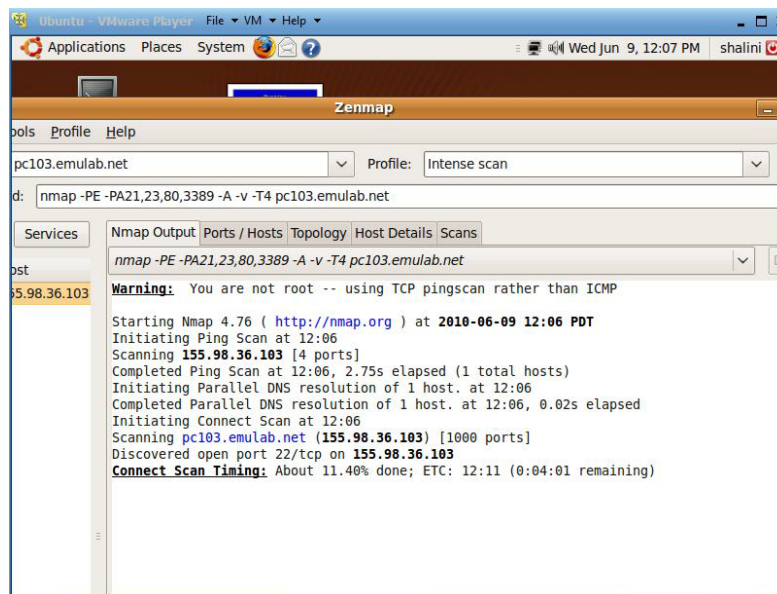 Ubuntu - VMware Player File VM Help
Applications Places System Wed Jun 9, 12:07 PM shalini
Zenmap
ools Profile Help
pc103.emulab.net Profile: Intense scan
d: nmap -PE -PA21,23,80,3389 -A -v -T4 pc103.emulab.net
Services Nmap Output Ports / Hosts Topology Host Details Scans
ost nmap -PE -PA21,23,80,3389 -A -v -T4 pc103.emulab.net
55.98.36.103 Warning: You are not root -- using TCP pingscan rather than ICMP
Starting Nmap 4.76 ( http://nmap.org ) at 2010-06-09 12:06 PDT
Initiating Ping Scan at 12:06
Scanning 155.98.36.103 [4 ports]
Completed Ping Scan at 12:06, 2.75s elapsed (1 total hosts)
Initiating Parallel DNS resolution of 1 host. at 12:06
Completed Parallel DNS resolution of 1 host. at 12:06, 0.02s elapsed
Initiating Connect Scan at 12:06
Scanning pc103.emulab.net (155.98.36.103) [1000 ports]
Discovered open port 22/tcp on 155.98.36.103
Connect Scan Timing: About 11.40% done; ETC: 12:11 (0:04:01 remaining)